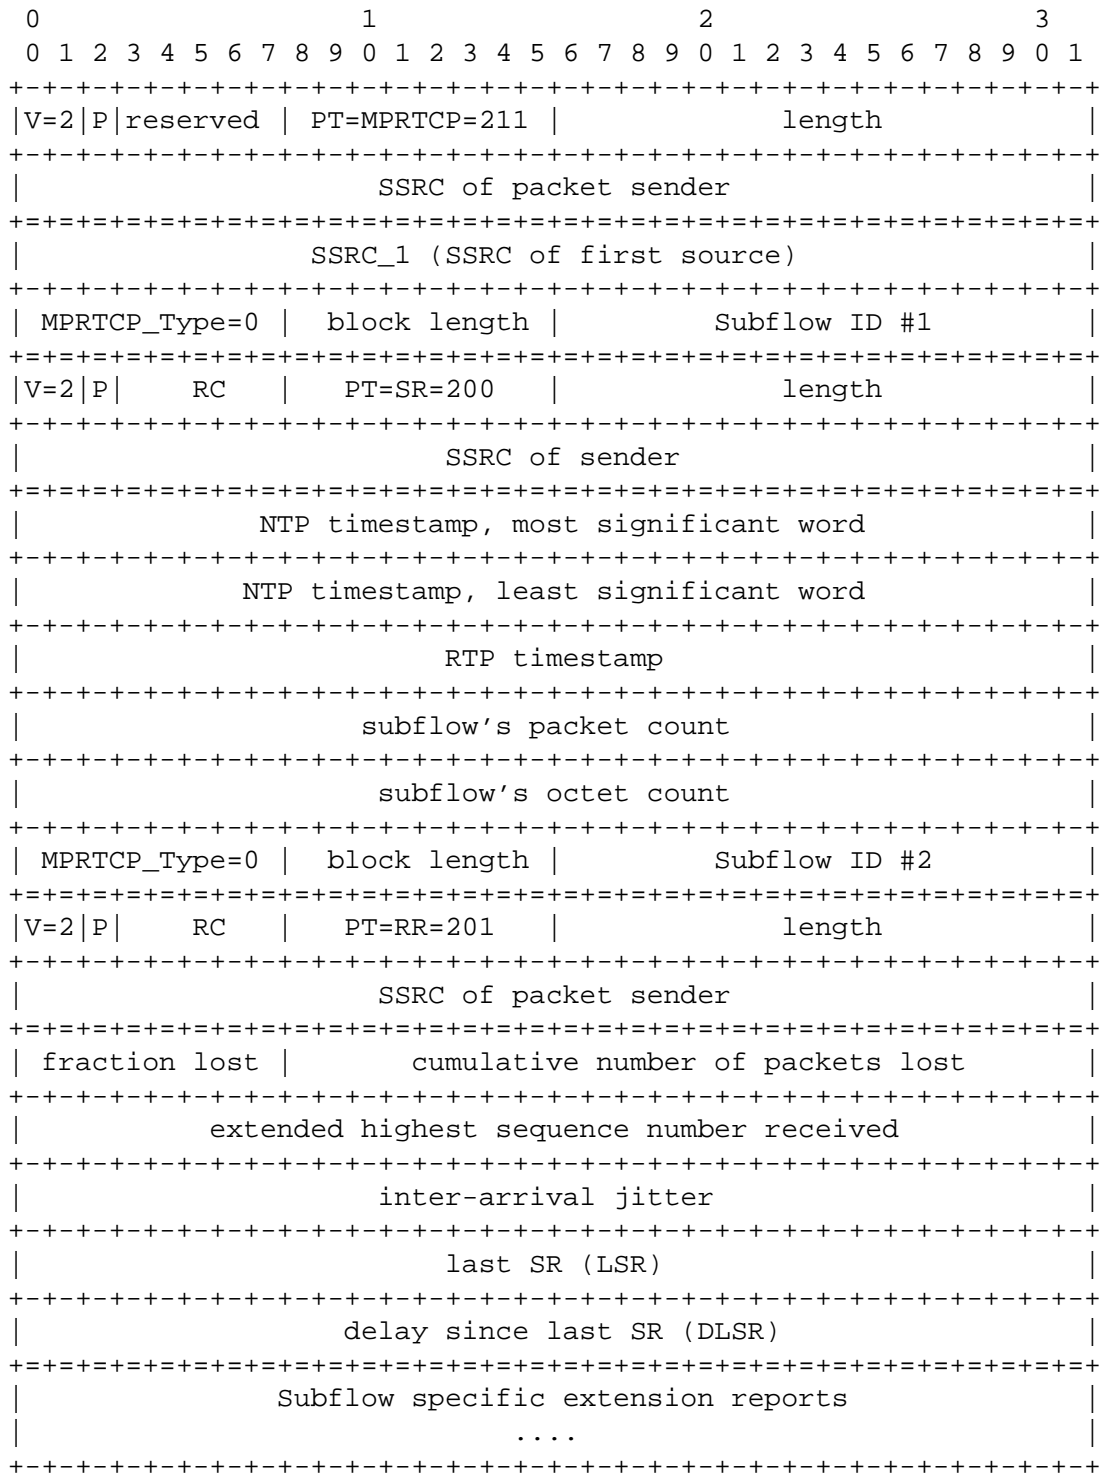 0                   1                   2                   3
 0 1 2 3 4 5 6 7 8 9 0 1 2 3 4 5 6 7 8 9 0 1 2 3 4 5 6 7 8 9 0 1
+-+-+-+-+-+-+-+-+-+-+-+-+-+-+-+-+-+-+-+-+-+-+-+-+-+-+-+-+-+-+-+-+
|V=2|P|reserved | PT=MPRTCP=211 |             length            |
+-+-+-+-+-+-+-+-+-+-+-+-+-+-+-+-+-+-+-+-+-+-+-+-+-+-+-+-+-+-+-+-+
|                     SSRC of packet sender                     |
+=+=+=+=+=+=+=+=+=+=+=+=+=+=+=+=+=+=+=+=+=+=+=+=+=+=+=+=+=+=+=+=+
|                 SSRC_1 (SSRC of first source)                 |
+-+-+-+-+-+-+-+-+-+-+-+-+-+-+-+-+-+-+-+-+-+-+-+-+-+-+-+-+-+-+-+-+
| MPRTCP_Type=0 |  block length |         Subflow ID #1         |
+=+=+=+=+=+=+=+=+=+=+=+=+=+=+=+=+=+=+=+=+=+=+=+=+=+=+=+=+=+=+=+=+
|V=2|P|    RC   |   PT=SR=200   |             length            |
+-+-+-+-+-+-+-+-+-+-+-+-+-+-+-+-+-+-+-+-+-+-+-+-+-+-+-+-+-+-+-+-+
|                         SSRC of sender                        |
+=+=+=+=+=+=+=+=+=+=+=+=+=+=+=+=+=+=+=+=+=+=+=+=+=+=+=+=+=+=+=+=+
|              NTP timestamp, most significant word             |
+-+-+-+-+-+-+-+-+-+-+-+-+-+-+-+-+-+-+-+-+-+-+-+-+-+-+-+-+-+-+-+-+
|             NTP timestamp, least significant word             |
+-+-+-+-+-+-+-+-+-+-+-+-+-+-+-+-+-+-+-+-+-+-+-+-+-+-+-+-+-+-+-+-+
|                         RTP timestamp                         |
+-+-+-+-+-+-+-+-+-+-+-+-+-+-+-+-+-+-+-+-+-+-+-+-+-+-+-+-+-+-+-+-+
|                    subflow’s packet count                     |
+-+-+-+-+-+-+-+-+-+-+-+-+-+-+-+-+-+-+-+-+-+-+-+-+-+-+-+-+-+-+-+-+
|                     subflow’s octet count                     |
+-+-+-+-+-+-+-+-+-+-+-+-+-+-+-+-+-+-+-+-+-+-+-+-+-+-+-+-+-+-+-+-+
| MPRTCP_Type=0 |  block length |         Subflow ID #2         |
+=+=+=+=+=+=+=+=+=+=+=+=+=+=+=+=+=+=+=+=+=+=+=+=+=+=+=+=+=+=+=+=+
|V=2|P|    RC   |   PT=RR=201   |             length            |
+-+-+-+-+-+-+-+-+-+-+-+-+-+-+-+-+-+-+-+-+-+-+-+-+-+-+-+-+-+-+-+-+
|                     SSRC of packet sender                     |
+=+=+=+=+=+=+=+=+=+=+=+=+=+=+=+=+=+=+=+=+=+=+=+=+=+=+=+=+=+=+=+=+
| fraction lost |       cumulative number of packets lost       |
+-+-+-+-+-+-+-+-+-+-+-+-+-+-+-+-+-+-+-+-+-+-+-+-+-+-+-+-+-+-+-+-+
|           extended highest sequence number received           |
+-+-+-+-+-+-+-+-+-+-+-+-+-+-+-+-+-+-+-+-+-+-+-+-+-+-+-+-+-+-+-+-+
|                     inter-arrival jitter                      |
+-+-+-+-+-+-+-+-+-+-+-+-+-+-+-+-+-+-+-+-+-+-+-+-+-+-+-+-+-+-+-+-+
|                         last SR (LSR)                         |
+-+-+-+-+-+-+-+-+-+-+-+-+-+-+-+-+-+-+-+-+-+-+-+-+-+-+-+-+-+-+-+-+
|                   delay since last SR (DLSR)                  |
+=+=+=+=+=+=+=+=+=+=+=+=+=+=+=+=+=+=+=+=+=+=+=+=+=+=+=+=+=+=+=+=+
|               Subflow specific extension reports              |
|                             ....                              |
+-+-+-+-+-+-+-+-+-+-+-+-+-+-+-+-+-+-+-+-+-+-+-+-+-+-+-+-+-+-+-+-+